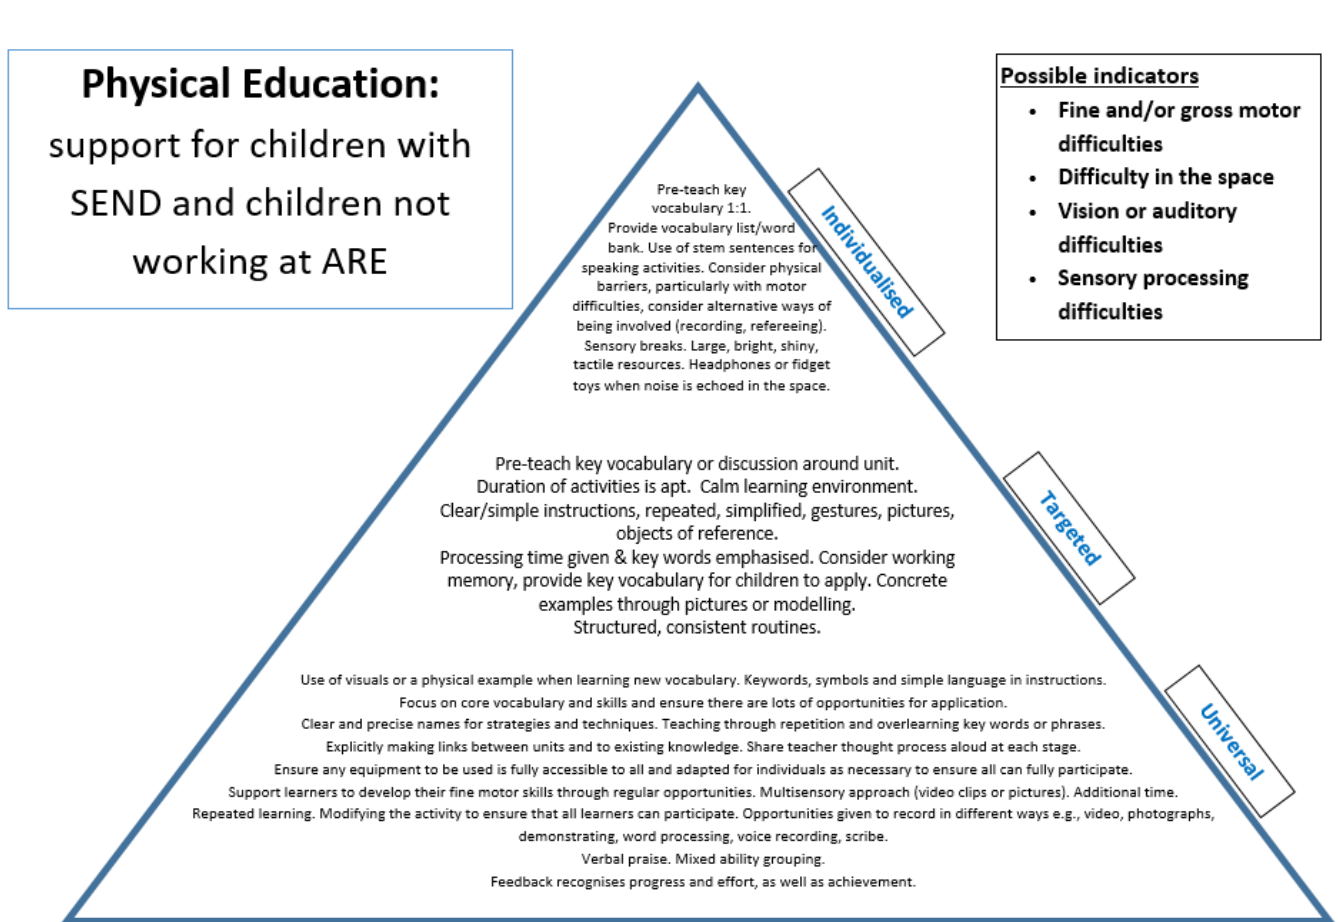 Physical Education:
support for children with
SEND and children not
working at ARE
Possible indicators
• Fine and/or gross motor
difficulties
• Difficulty in the space
• Vision or auditory
difficulties
• Sensory processing
difficulties
Pre-teach key
vocabulary 1:1.
Provide vocabulary list/word
bank. Use of stem sentences for
speaking activities. Consider physical
barriers, particularly with motor
difficulties, consider alternative ways of
being involved (recording, refereeing).
Sensory breaks. Large, bright, shiny,
tactile resources. Headphones or fidget
toys when noise is echoed in the space.
Individualised
Pre-teach key vocabulary or discussion around unit.
Duration of activities is apt.  Calm learning environment.
Clear/simple instructions, repeated, simplified, gestures, pictures,
objects of reference.
Processing time given & key words emphasised. Consider working
memory, provide key vocabulary for children to apply. Concrete
examples through pictures or modelling.
Structured, consistent routines.
Targeted
Use of visuals or a physical example when learning new vocabulary. Keywords, symbols and simple language in instructions.
Focus on core vocabulary and skills and ensure there are lots of opportunities for application.
Clear and precise names for strategies and techniques. Teaching through repetition and overlearning key words or phrases.
Explicitly making links between units and to existing knowledge. Share teacher thought process aloud at each stage.
Ensure any equipment to be used is fully accessible to all and adapted for individuals as necessary to ensure all can fully participate.
Support learners to develop their fine motor skills through regular opportunities. Multisensory approach (video clips or pictures). Additional time.
Repeated learning. Modifying the activity to ensure that all learners can participate. Opportunities given to record in different ways e.g., video, photographs,
demonstrating, word processing, voice recording, scribe.
Verbal praise. Mixed ability grouping.
Feedback recognises progress and effort, as well as achievement.
Universal